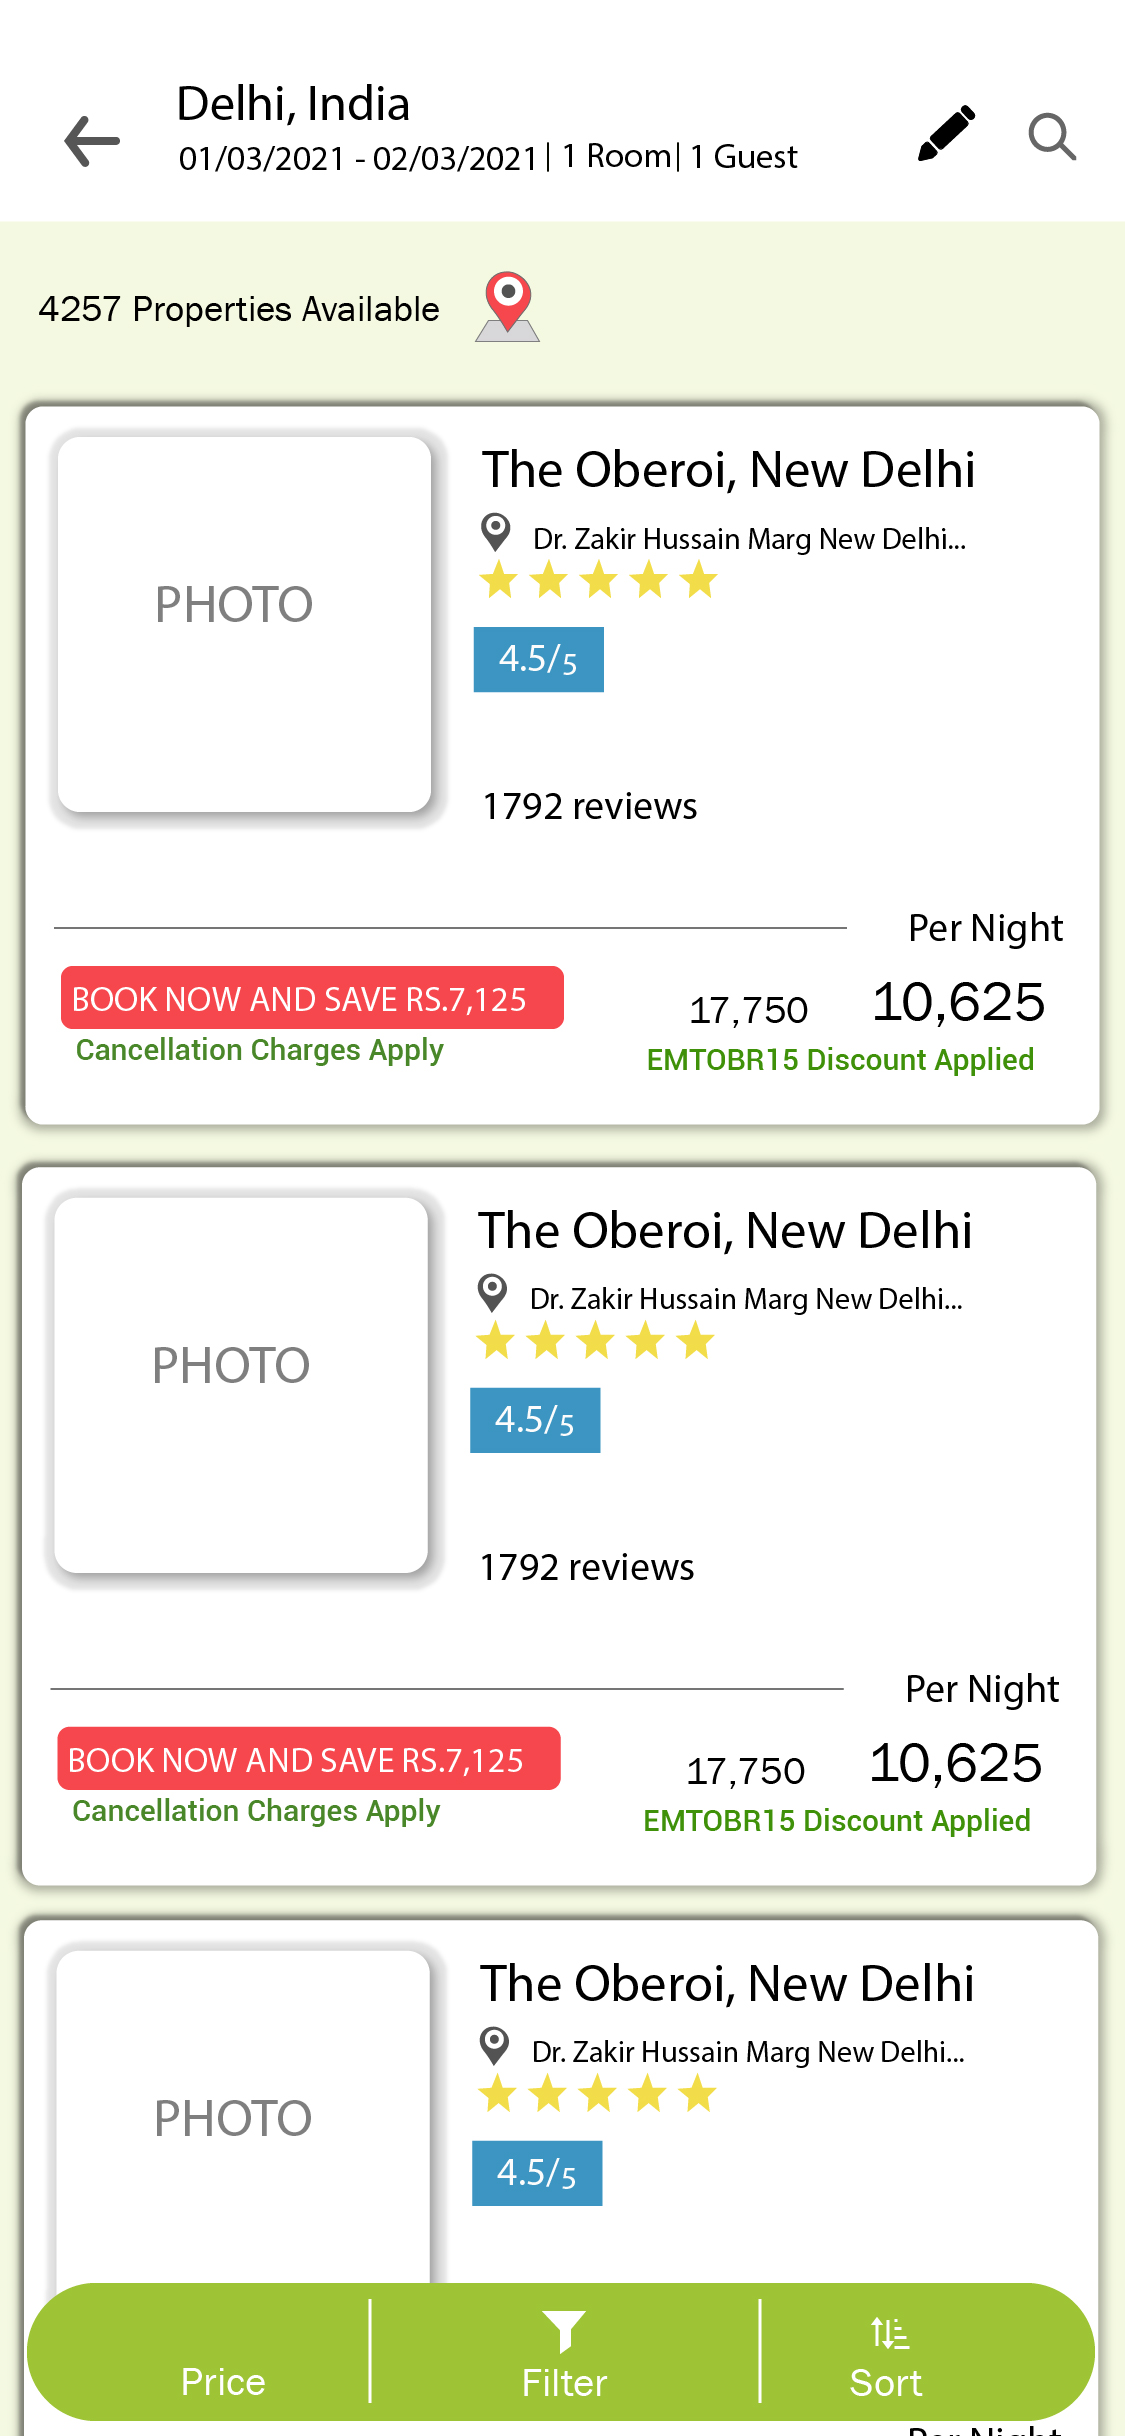 Delhi, India
01/03/2021 - 02/03/2021| 1 Room| 1 Guest
4257 Properties Available
The Oberoi, New Delhi
Dr. Zakir Hussain Marg New Delhi...
PHOTO
4.5/5
1792 reviews
Per Night
BOOK NOW AND SAVE RS.7,125
17,750 10,625
Cancellation Charges Apply
EMTOBR15 Discount Applied
The Oberoi, New Delhi
Dr. Zakir Hussain Marg New Delhi...
PHOTO
4.5/5
1792 reviews
Per Night
BOOK NOW AND SAVE RS.7,125
17,750 10,625
Cancellation Charges Apply
EMTOBR15 Discount Applied
The Oberoi, New Delhi
Dr. Zakir Hussain Marg New Delhi...
PHOTO
4.5/5
Price Filter Sort
Per Night